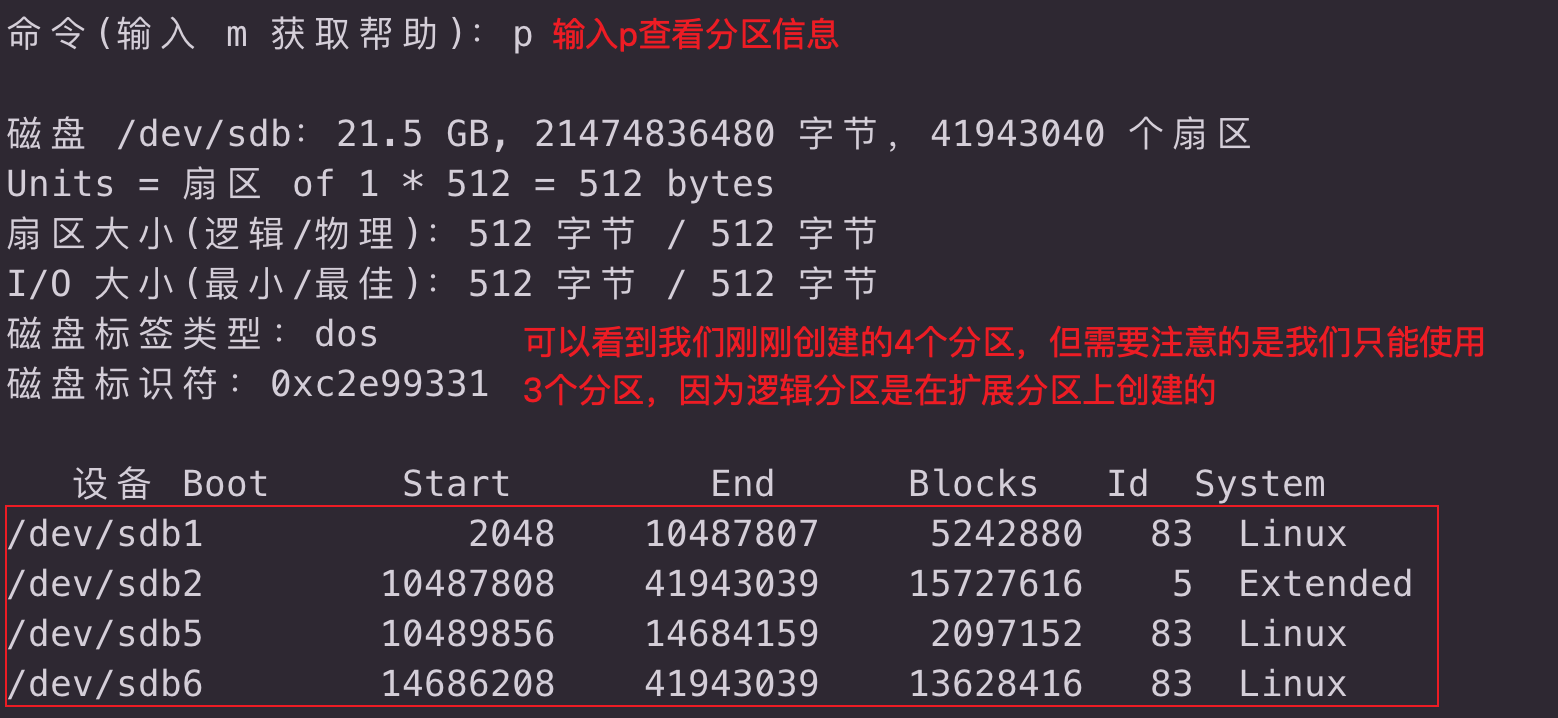 命令(输入 m 获取帮助)：p 输入p查看分区信息
磁盘 /dev/sdb：21.5 GB, 21474836480 字节，41943040 个扇区
Units = 扇区 of 1 * 512 = 512 bytes
扇区大小(逻辑/物理)：512 字节 / 512 字节
I/O 大小(最小/最佳)：512 字节 / 512 字节
磁盘标签类型：dos
磁盘标识符：0xc2e99331
可以看到我们刚刚创建的4个分区，但需要注意的是我们只能使用
3个分区，因为逻辑分区是在扩展分区上创建的
设备 Boot Start End Blocks Id System
/dev/sdb1 2048 10487807 5242880 83 Linux
/dev/sdb2 10487808 41943039 15727616 5 Extended
/dev/sdb5 10489856 14684159 2097152 83 Linux
/dev/sdb6 14686208 41943039 13628416 83 Linux